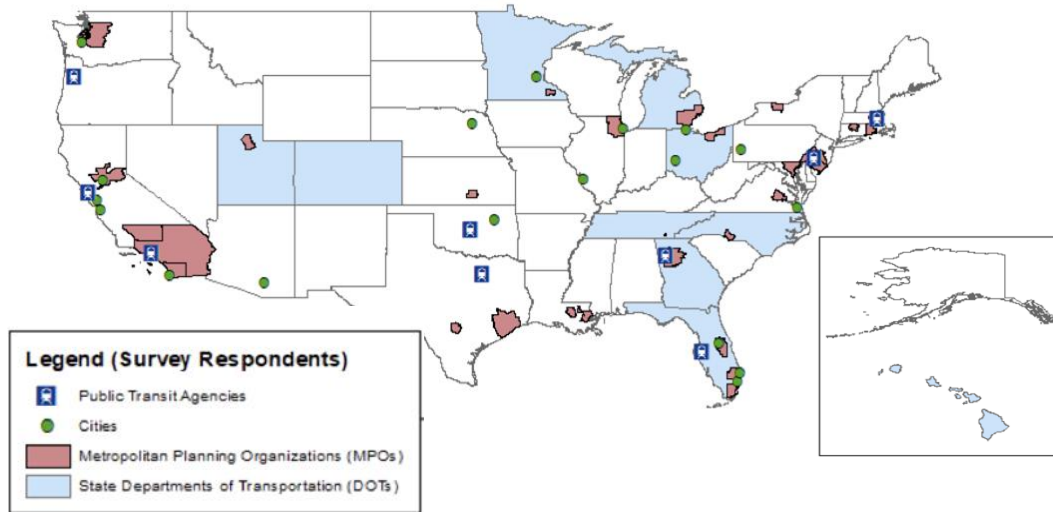 Legend (Survey Respondents)
Public Transit Agencies
Cities
Metropolitan Planning Organizations (MPOs)
State Departments of Transportation (DOTs)